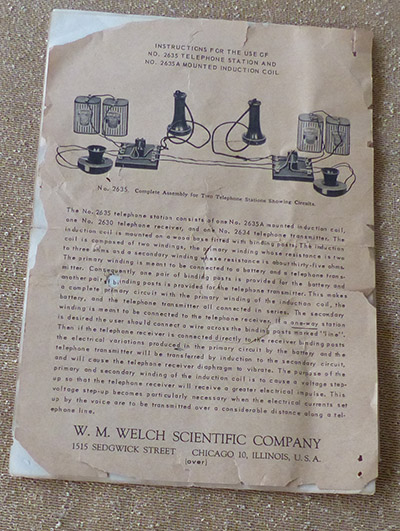 INSTRUCTIONS FOR THE USE OF
NO. 2635 TELEPHONE STATION AND
NO. 2635A MOUNTED INDUCTION COIL
No. 2635. Complete Assembly for Two Telephone Stations Showing Circuits.
The No. 2635 telephone station consists of one No. 2635A mounted induction coil,
one No. 2630 telephone receiver, and one No. 2634 telephone transmitter. The
induction coil is mounted on a wood base fitted with binding posts. The induction
coil is composed of two windings, the primary winding whose resistance is two
to three ohms and a secondary winding whose resistance is about thirty-five ohms.
The primary winding is meant to be connected to a battery and a telephone trans-
mitter. Consequently one pair of binding posts is provided for the battery and
another pair of binding posts is provided for the telephone transmitter. This makes
a complete primary circuit with the primary winding of the induction coil, the
battery, and the telephone transmitter all connected in series. The secondary
winding is meant to be connected to the telephone receiver. If a one-way station
is desired the user should connect a wire across the binding posts marked "line".
Then if the telephone receiver is connected directly to the receiver binding posts
the electrical variations produced in the primary circuit by the battery and the
telephone transmitter will be transferred by induction to the secondary circuit,
and will cause the telephone receiver diaphragm to vibrate. The purpose of the
primary and secondary winding of the induction coil is to cause a voltage step-
up so that the telephone receiver will receive a greater electrical impulse. This
voltage step-up becomes particularly necessary when the electrical currents set
up by the voice are to be transmitted over a considerable distance along a tel-
ephone line.
W. M. WELCH SCIENTIFIC COMPANY
1515 SEDGWICK STREET CHICAGO 10, ILLINOIS, U. S. A.
(over)